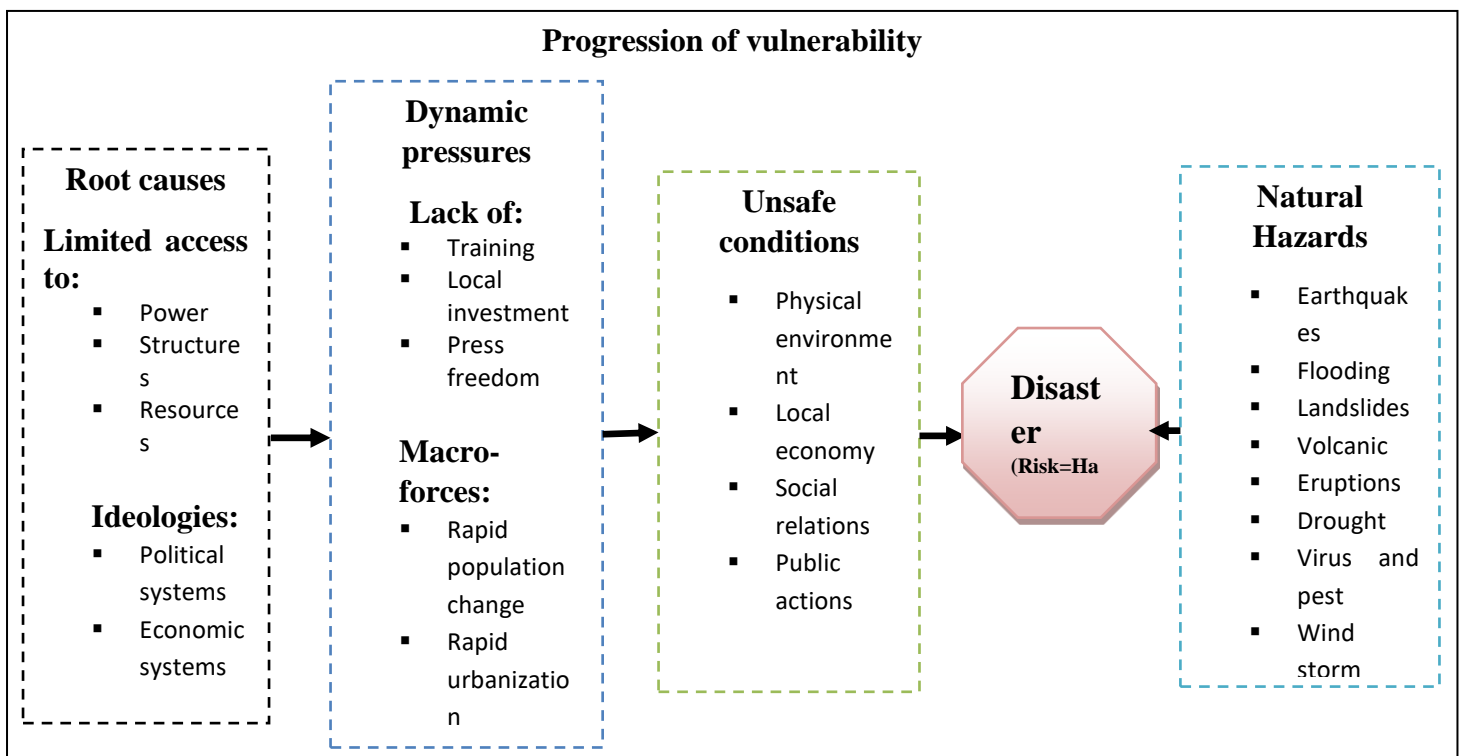 Progression of vulnerability
Root causes
Limited access
to:
▪ Power
▪ Structure
s
▪ Resource
s
Ideologies:
▪ Political
systems
▪ Economic
systems
Dynamic
pressures
Lack of:
▪ Training
▪ Local
investment
▪ Press
freedom
Macro-
forces:
▪ Rapid
population
change
▪ Rapid
urbanizatio
n
Unsafe
conditions
▪ Physical
environme
nt
▪ Local
economy
▪ Social
relations
▪ Public
actions
Disast
er
(Risk=Ha
Natural
Hazards
▪ Earthquak
es
▪ Flooding
▪ Landslides
▪ Volcanic
▪ Eruptions
▪ Drought
▪ Virus and
pest
▪ Wind
storm